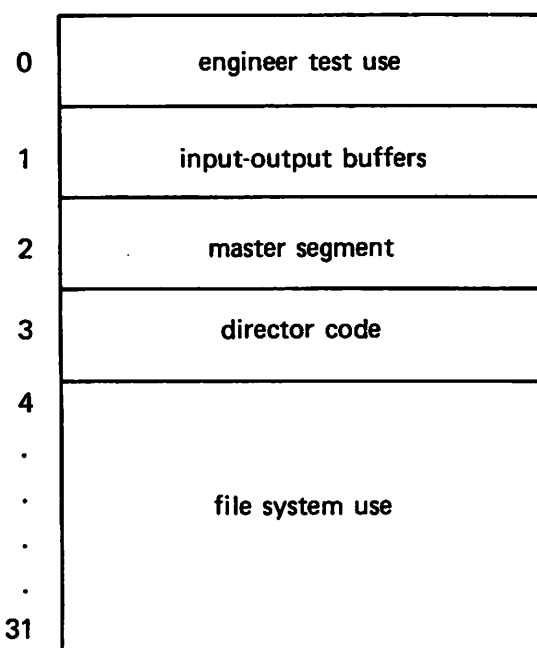 0 engineer test use
1 input-output buffers
2 master segment
3 director code
4
.
.
file system use
.
.
31